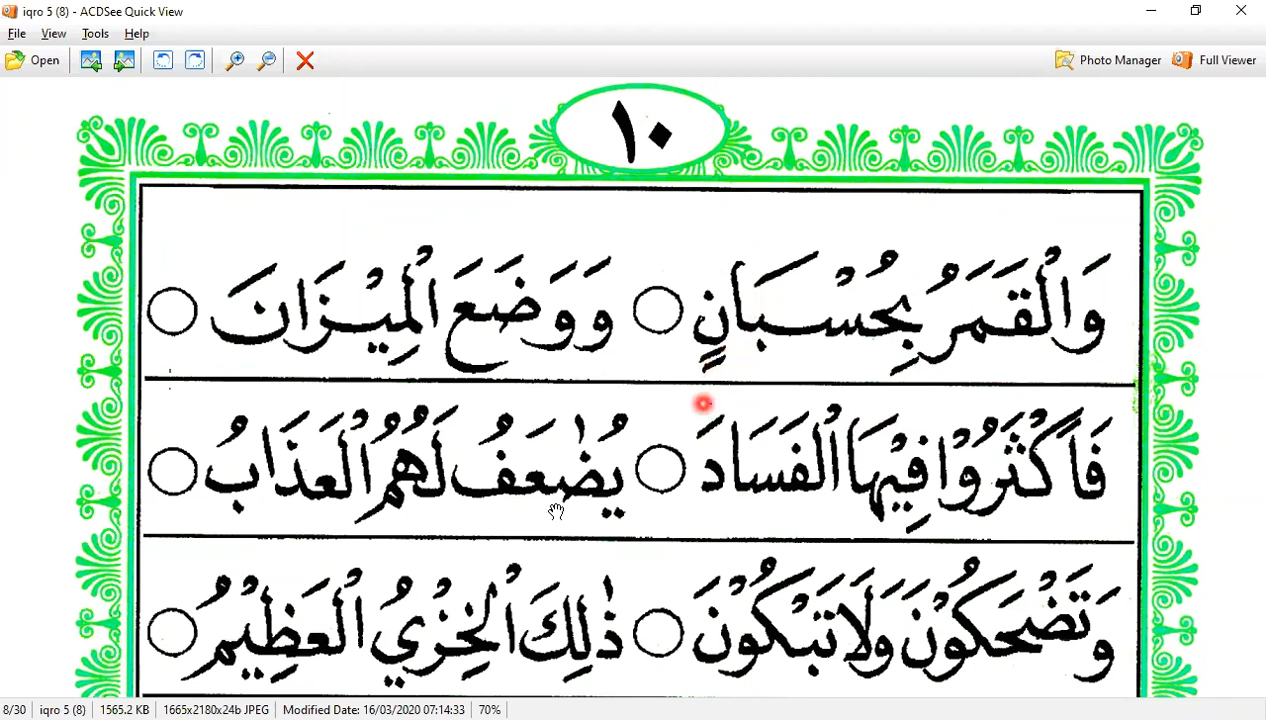 iqro 5 (8) - ACDSee Quick View
File View Tools Help
Open Photo Manager Full Viewer
١٠
وَالْقَمَرُ بِحُسْبَانٍ ○ وَوَضَعَ الْمِيْزَانَ ○
فَاَكْثَرُوْا فِيْهَا الْفَسَادَ ○ يُضٰعَفُ لَهُمُ الْعَذَابُ ○
وَتَضْحَكُوْنَ وَلَا تَبْكُوْنَ ○ ذٰلِكَ الْخِزْيُ الْعَظِيْمُ ○
8/30 iqro 5 (8) 1565.2 KB 1665x2180x24b JPEG Modified Date: 16/03/2020 07:14:33 70%